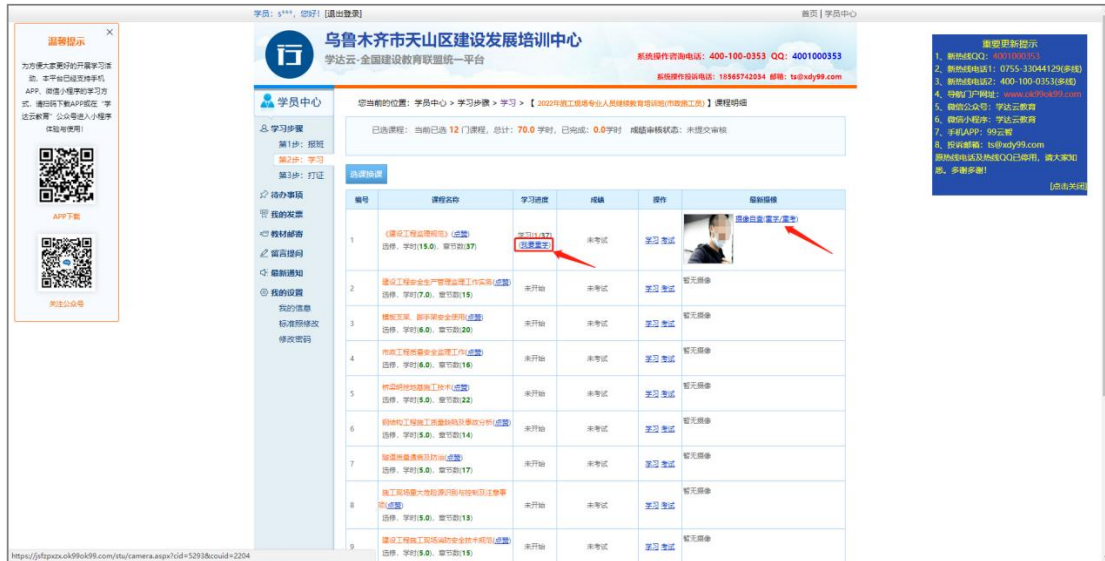 学员：s***，您好！[退出登录]
首页 | 学员中心
温馨提示
为方便大家更好的开展学习活
动，本平台已经支持手机
APP、微信小程序的学习方
式，请扫码下载APP或在“学
达云教育”公众号进入小程序
体验与使用！
APP下载
关注公众号
乌鲁木齐市天山区建设发展培训中心
学达云-全国建设教育联盟统一平台
系统操作咨询电话：400-100-0353 QQ：4001000353
系统操作投诉电话：18565742034 邮箱：ts@xdy99.com
重要更新提示
1、新热线QQ：4001000353
2、新热线电话1：0755-33044129(多线)
3、新热线电话2：400-100-0353(多线)
4、导航门户网址：www.ok99ok99.com
5、微信公众号：学达云教育
6、微信小程序：学达云教育
7、手机APP：99云智
8、投诉邮箱：ts@xdy99.com
原热线电话及热线QQ已停用，请大家知
悉。多谢多谢！
[点击关闭]
学员中心
学习步骤
第1步：报班
第2步：学习
第3步：打证
待办事项
我的发票
教材邮寄
留言提问
最新通知
我的设置
我的信息
标准照修改
修改密码
您当前的位置：学员中心 > 学习步骤 > 学习 > 【 2022年施工现场专业人员继续教育培训班(市政施工员) 】课程明细
已选课程： 当前已选 12 门课程，总计：70.0 学时，已完成：0.0学时 成绩审核状态：未提交审核
选课换课
编号 课程名称 学习进度 成绩 操作 最新摄像
1 《建设工程监理规范》(点赞) 学习(1/37) 未考试 学习 考试 摄像自查(重学/重考)
选修，学时(15.0)，章节数(37) (我要重学)
2 建设工程安全生产管理监理工作实务(点赞) 未开始 未考试 学习 考试 暂无摄像
选修，学时(7.0)，章节数(15)
3 模板支架、脚手架安全使用(点赞) 未开始 未考试 学习 考试 暂无摄像
选修，学时(6.0)，章节数(20)
4 市政工程质量安全监理工作(点赞) 未开始 未考试 学习 考试 暂无摄像
选修，学时(6.0)，章节数(16)
5 桥梁桩地基施工技术(点赞) 未开始 未考试 学习 考试 暂无摄像
选修，学时(5.0)，章节数(22)
6 钢结构工程施工质量缺陷及事故分析(点赞) 未开始 未考试 学习 考试 暂无摄像
选修，学时(5.0)，章节数(14)
7 隧道质量通病及防治(点赞) 未开始 未考试 学习 考试 暂无摄像
选修，学时(5.0)，章节数(17)
8 施工现场重大危险源识别与控制及注意事
项(点赞) 未开始 未考试 学习 考试 暂无摄像
选修，学时(5.0)，章节数(13)
9 建设工程施工现场消防安全技术规范(点赞) 未开始 未考试 学习 考试 暂无摄像
选修，学时(5.0)，章节数(15)
https://jsfzpxzx.ok99ok99.com/stu/camera.aspx?cid=5293&couid=2204